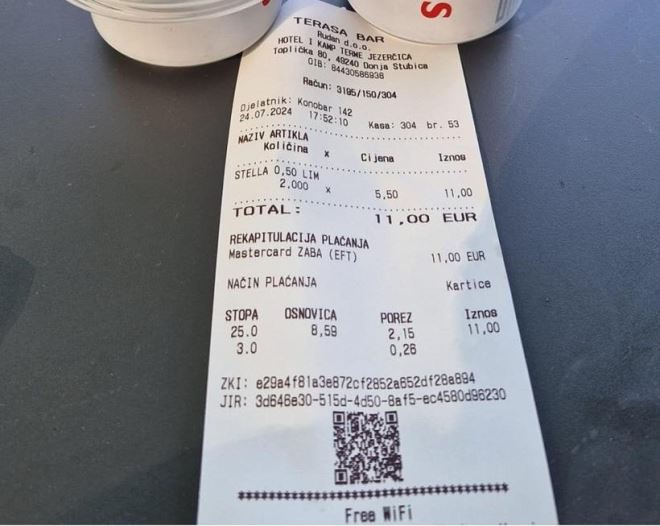 S
TERASA BAR
Rudan d.o.o.
HOTEL I KAMP TERME JEZERČICA
Toplička 80, 49240 Donja Stubica
OIB: 84430586938
Račun: 3195/150/304
Djelatnik: Konobar 142
24.07.2024 17:52:10 Kasa: 304 br. 53
NAZIV ARTIKLA
Količina x Cijena Iznos
STELLA 0,50 LIM
2,000 x 5,50 11,00
TOTAL: 11,00 EUR
REKAPITULACIJA PLAĆANJA
Mastercard ZABA (EFT) 11,00 EUR
NAČIN PLAĆANJA Kartice
STOPA OSNOVICA POREZ Iznos
25.0 8,59 2,15 11,00
3.0 0,26
ZKI: e29a4f81a3e872cf2852a652df28a894
JIR: 3d646e30-515d-4d50-8af5-ec4580d96230
Free WiFi